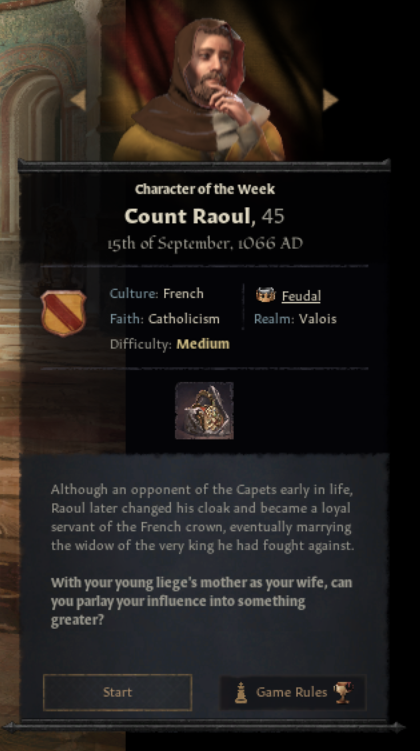 Character of the Week
Count Raoul, 45
15th of September, 1066 AD
Culture: French
Feudal
Faith: Catholicism
Realm: Valois
Difficulty: Medium
Although an opponent of the Capets early in life,
Raoul later changed his cloak and became a loyal
servant of the French crown, eventually marrying
the widow of the very king he had fought against.
With your young liege's mother as your wife, can
you parlay your influence into something
greater?
Start
Game Rules